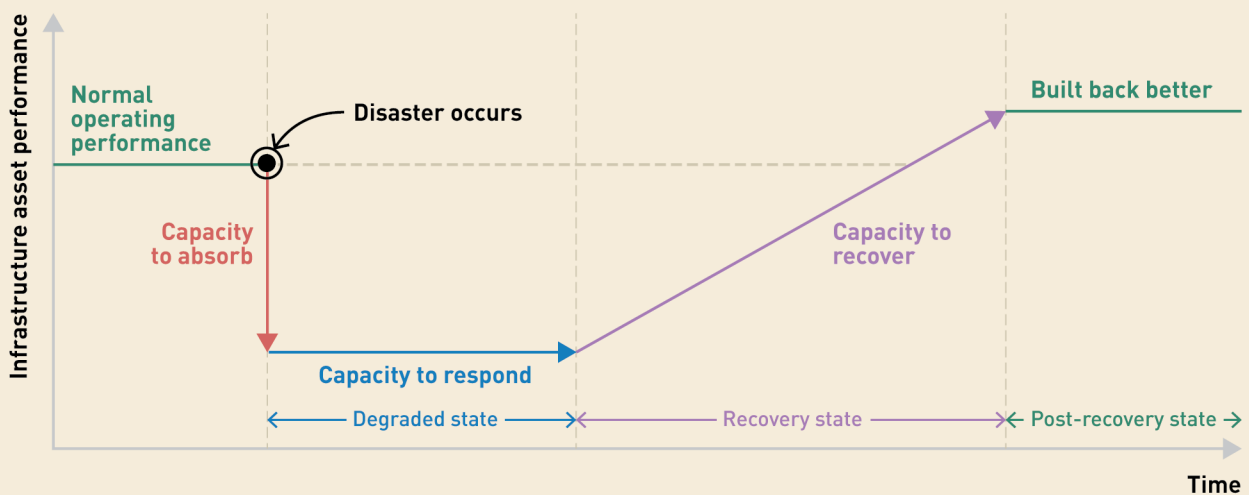 Infrastructure asset performance
Normal
operating
performance
Disaster occurs
Built back better
Capacity
to absorb
Capacity to
recover
Capacity to respond
Degraded state
Recovery state
Post-recovery state
Time